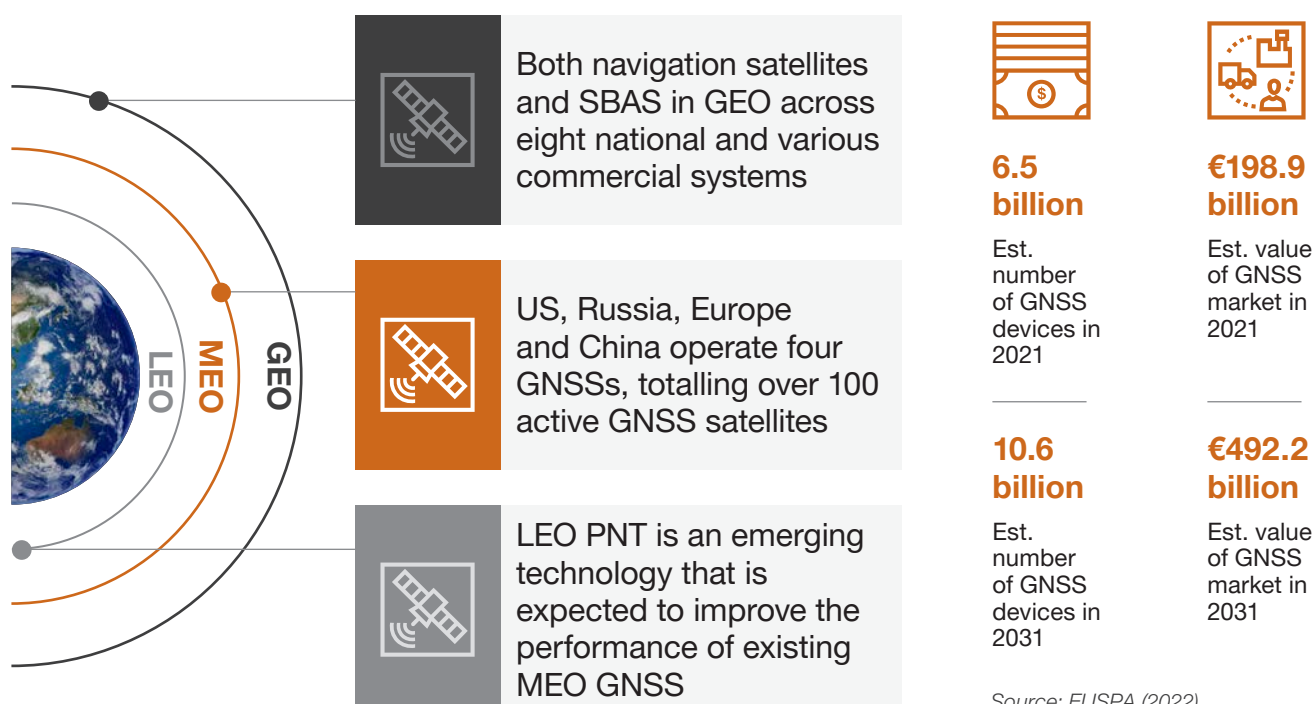 GEO
MEO
LEO
Both navigation satellites
and SBAS in GEO across
eight national and various
commercial systems
US, Russia, Europe
and China operate four
GNSSs, totalling over 100
active GNSS satellites
LEO PNT is an emerging
technology that is
expected to improve the
performance of existing
MEO GNSS
$
6.5
billion
Est.
number
of GNSS
devices in
2021
€198.9
billion
Est. value
of GNSS
market in
2021
10.6
billion
Est.
number
of GNSS
devices in
2031
€492.2
billion
Est. value
of GNSS
market in
2031
Source: EUSPA (2022)